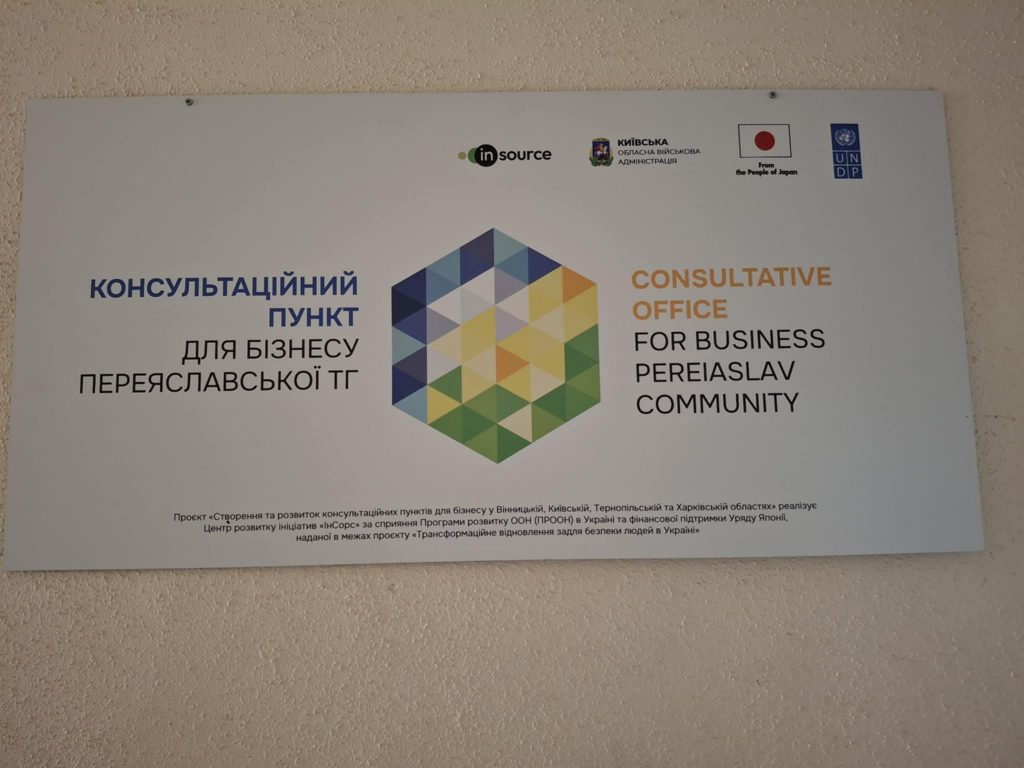 in source
КИЇВСЬКА
ОБЛАСНА ВІЙСЬКОВА
АДМІНІСТРАЦІЯ
From
the People of Japan
UN
DP
КОНСУЛЬТАЦІЙНИЙ
ПУНКТ
ДЛЯ БІЗНЕСУ
ПЕРЕЯСЛАВСЬКОЇ ТГ
CONSULTATIVE
OFFICE
FOR BUSINESS
PEREIASLAV
COMMUNITY
Проєкт «Створення та розвиток консультаційних пунктів для бізнесу у Вінницькій, Київській, Тернопільській та Харківській областях» реалізує
Центр розвитку ініціатив «ІнСорс» за сприяння Програми розвитку ООН (ПРООН) в Україні та фінансової підтримки Уряду Японії,
наданої в межах проєкту «Трансформаційне відновлення задля безпеки людей в Україні»